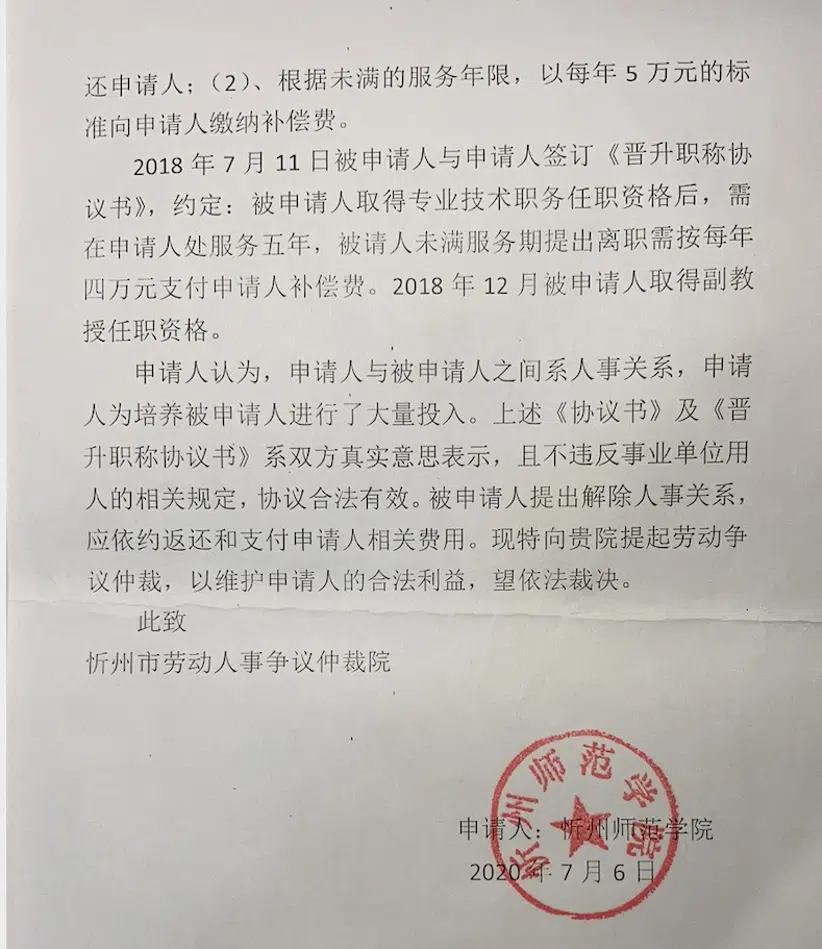 还申请人；（2）、根据未满的服务年限，以每年 5 万元的标
准向申请人缴纳补偿费。
2018 年 7 月 11 日被申请人与申请人签订《晋升职称协
议书》，约定：被申请人取得专业技术职务任职资格后，需
在申请人处服务五年，被请人未满服务期提出离职需按每年
四万元支付申请人补偿费。2018 年 12 月被申请人取得副教
授任职资格。
申请人认为，申请人与被申请人之间系人事关系，申请
人为培养被申请人进行了大量投入。上述《协议书》及《晋
升职称协议书》系双方真实意思表示，且不违反事业单位用
人的相关规定，协议合法有效。被申请人提出解除人事关系，
应依约返还和支付申请人相关费用。现特向贵院提起劳动争
议仲裁，以维护申请人的合法利益，望依法裁决。
此致
忻州市劳动人事争议仲裁院
忻州师范学院
申请人：忻州师范学院
2020 年 7 月 6 日